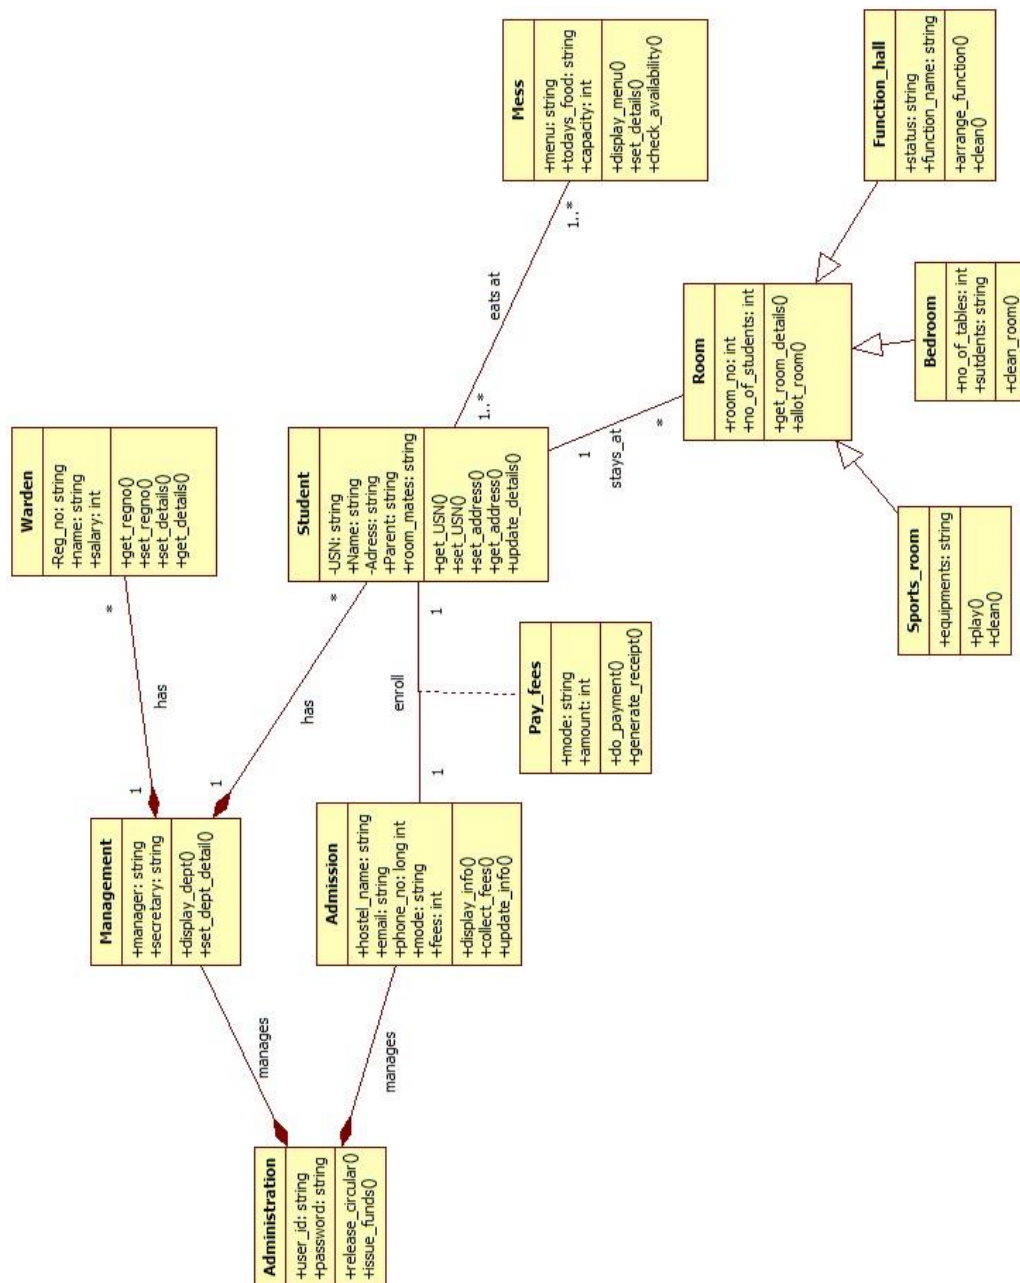 Administration
+user_id: string
+password: string
+release_circular()
+issue_funds()
manages
manages
Management
+manager: string
+secretary: string
+display_dept()
+set_dept_detail()
1
1
has
has
*
*
Warden
-Reg_no: string
+name: string
+salary: int
+get_regno()
+set_regno()
+set_details()
+get_details()
Admission
+hostel_name: string
+email: string
+phone_no: long int
+mode: string
+fees: int
+display_info()
+collect_fees()
+update_info()
1
enroll
1
Pay_fees
+mode: string
+amount: int
+do_payment()
+generate_receipt()
Student
-USN: string
+Name: string
-Adress: string
+Parent: string
+room_mates: string
+get_USN()
+set_USN()
+set_address()
+get_address()
+update_details()
1..*
eats at
1..*
Mess
+menu: string
+todays_food: string
+capacity: int
+display_menu()
+set_details()
+check_availability()
1
stays_at
*
Room
+room_no: int
+no_of_students: int
+get_room_details()
+allot_room()
Sports_room
+equipments: string
+play()
+clean()
Bedroom
+no_of_tables: int
+sutdents: string
+clean_room()
Function_hall
+status: string
+function_name: string
+arrange_function()
+clean()